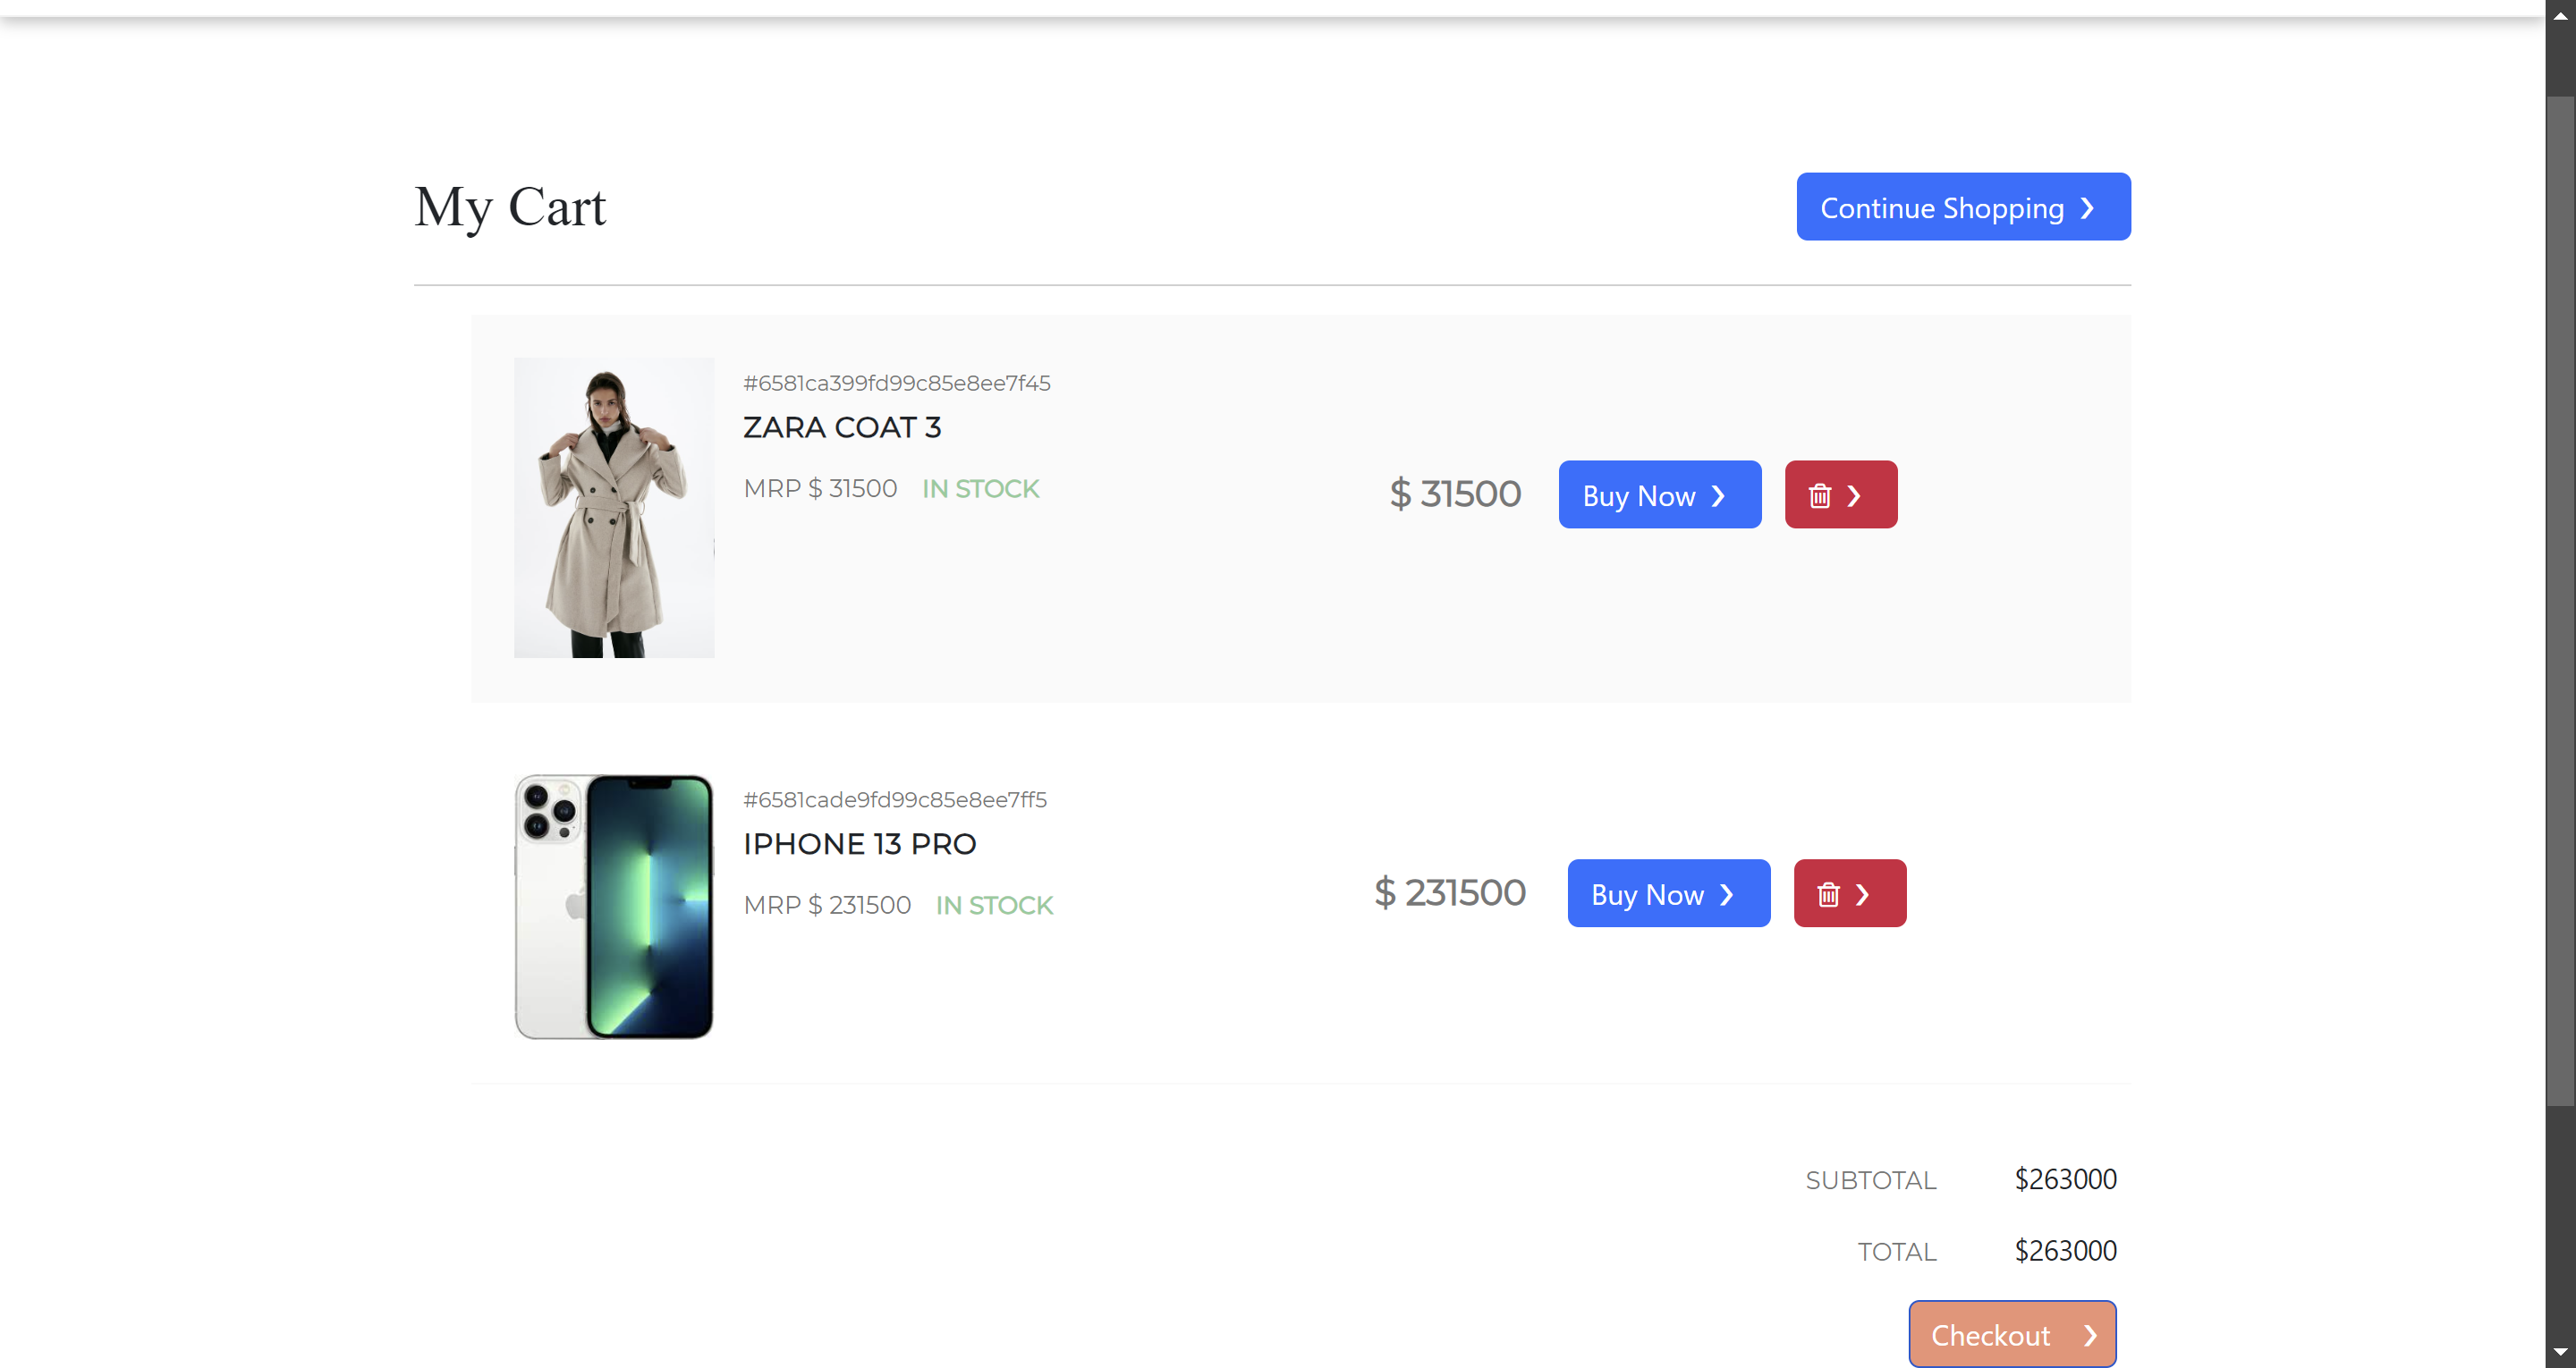 My Cart
Continue Shopping
#6581ca399fd99c85e8ee7f45
ZARA COAT 3
MRP $ 31500 IN STOCK
$ 31500
Buy Now
#6581cade9fd99c85e8ee7ff5
IPHONE 13 PRO
MRP $ 231500 IN STOCK
$ 231500
Buy Now
SUBTOTAL $263000
TOTAL $263000
Checkout